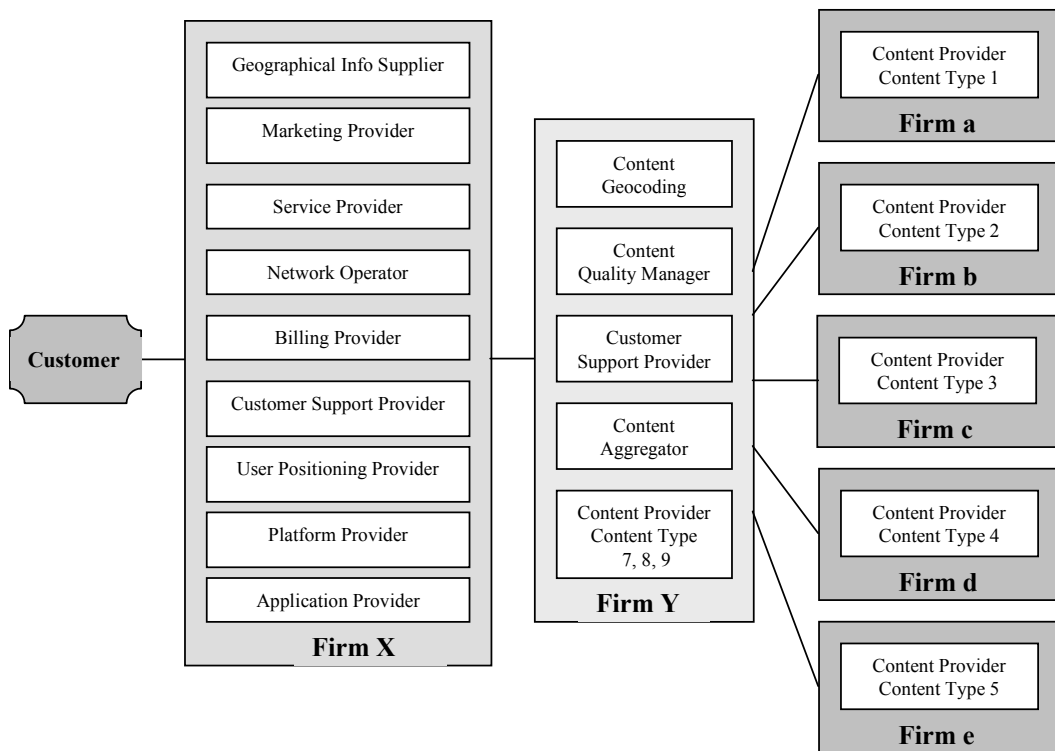 Customer
Geographical Info Supplier
Marketing Provider
Service Provider
Network Operator
Billing Provider
Customer Support Provider
User Positioning Provider
Platform Provider
Application Provider
Firm X
Content
Geocoding
Content
Quality Manager
Customer
Support Provider
Content
Aggregator
Content Provider
Content Type
7, 8, 9
Firm Y
Content Provider
Content Type 1
Firm a
Content Provider
Content Type 2
Firm b
Content Provider
Content Type 3
Firm c
Content Provider
Content Type 4
Firm d
Content Provider
Content Type 5
Firm e